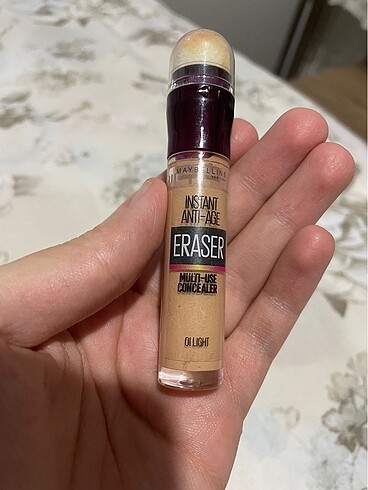 MAYBELLINE
INSTANT
ANTI-AGE
ERASER
MULTI-USE
CONCEALER
01 LIGHT